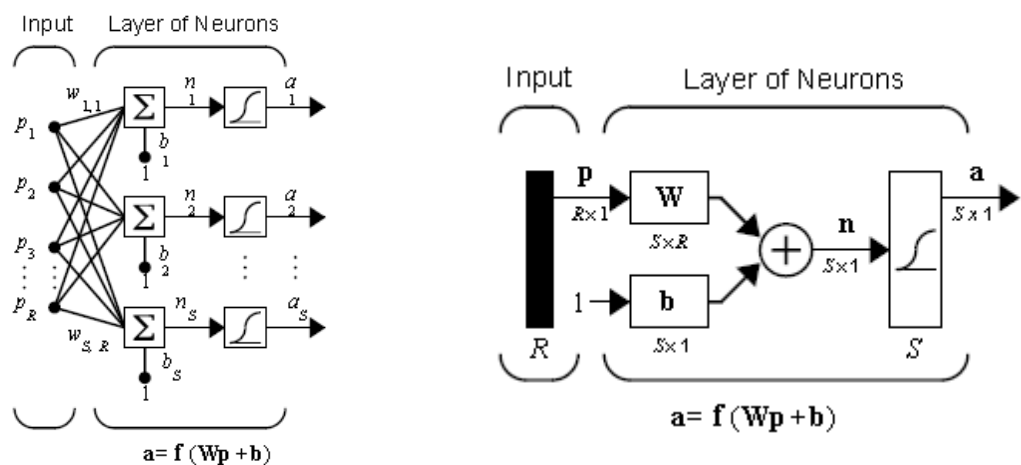 Input Layer of Neurons
w1,1 n1 a1
Σ
p1
b1
1
p2
n2 a2
Σ
p3
b2
1
pR
nS aS
Σ
wS, R
bS
1
a= f (Wp +b)
Input Layer of Neurons
p W a
R×1 S×R S×1
+ n
S×1
1 b
R S×1 S
a= f (Wp +b)